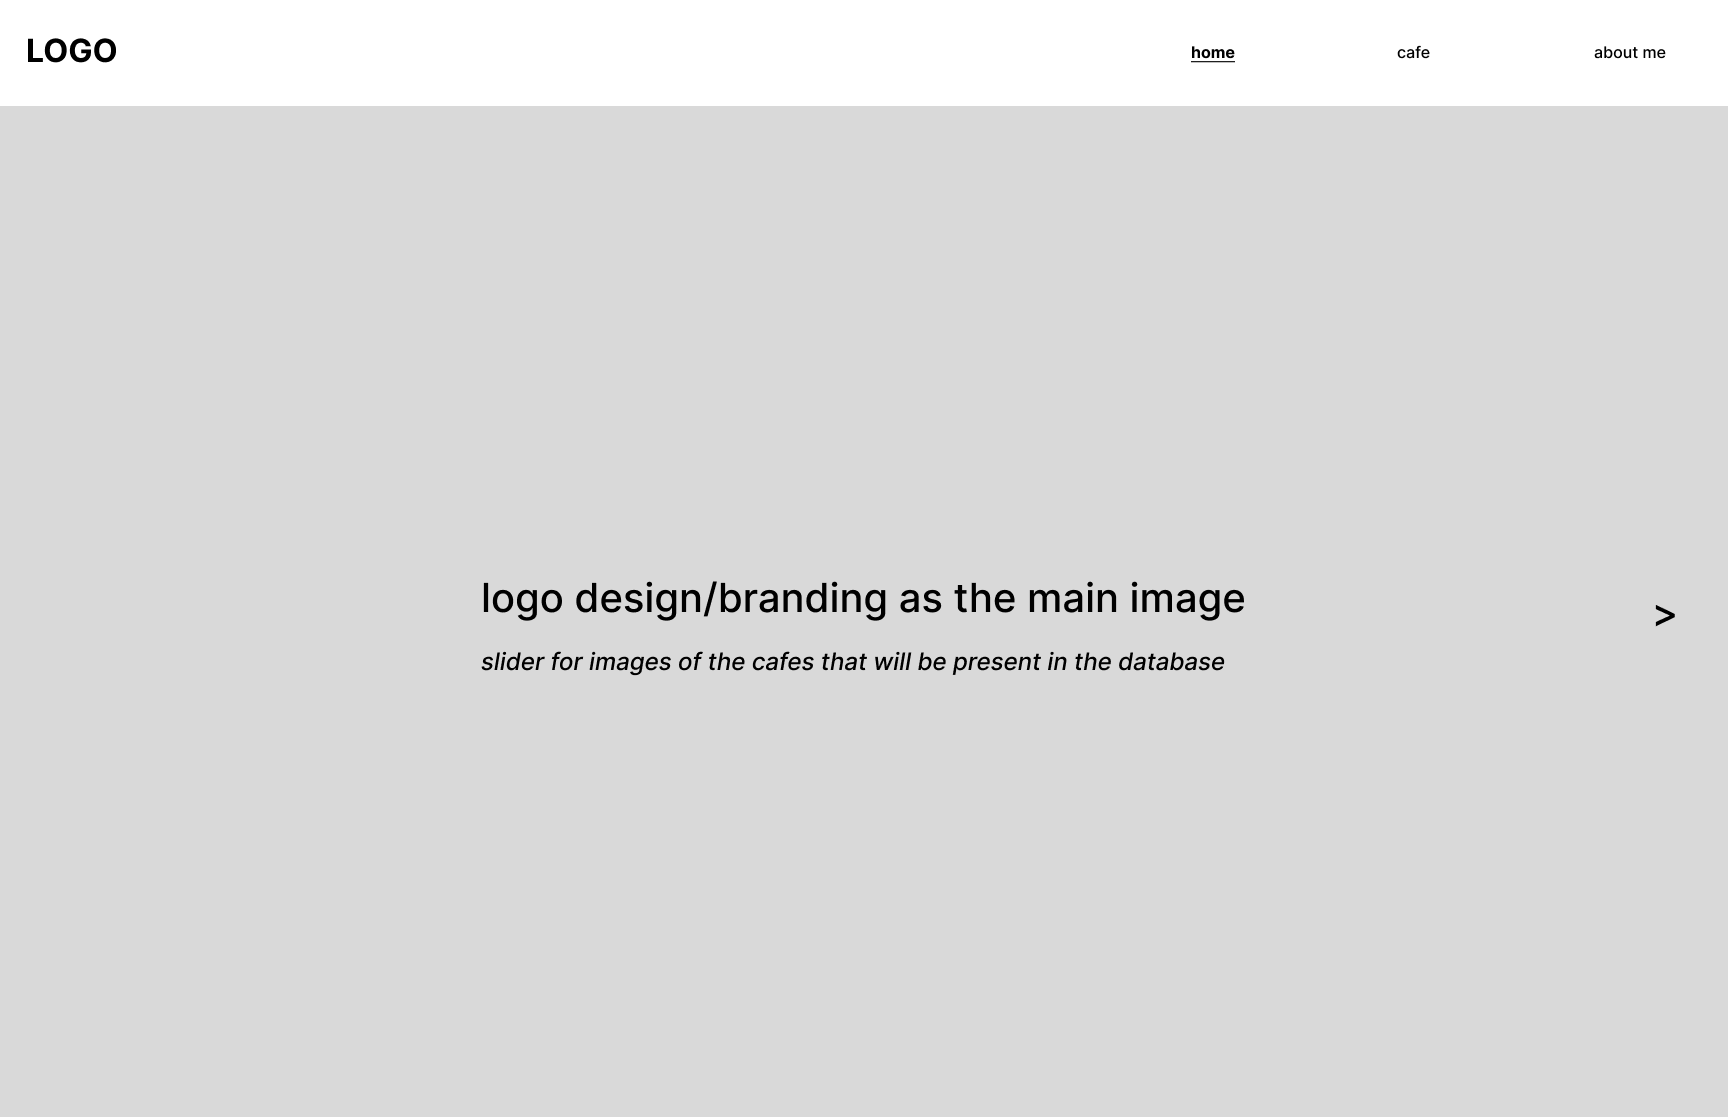 LOGO
home
cafe
about me
logo design/branding as the main image
>
slider for images of the cafes that will be present in the database